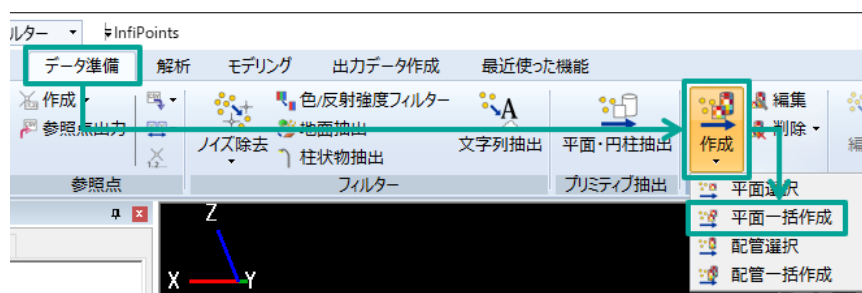 ルター InfiPoints
データ準備 解析 モデリング 出力データ作成 最近使った機能
作成 色/反射強度フィルター 編集
参照点出力 ノイズ除去 地面抽出 文字列抽出 平面・円柱抽出 作成 削除 編
1,2.. 柱状物抽出
参照点 フィルター プリミティブ抽出 平面選択
平面一括作成
Z 配管選択
X Y 配管一括作成